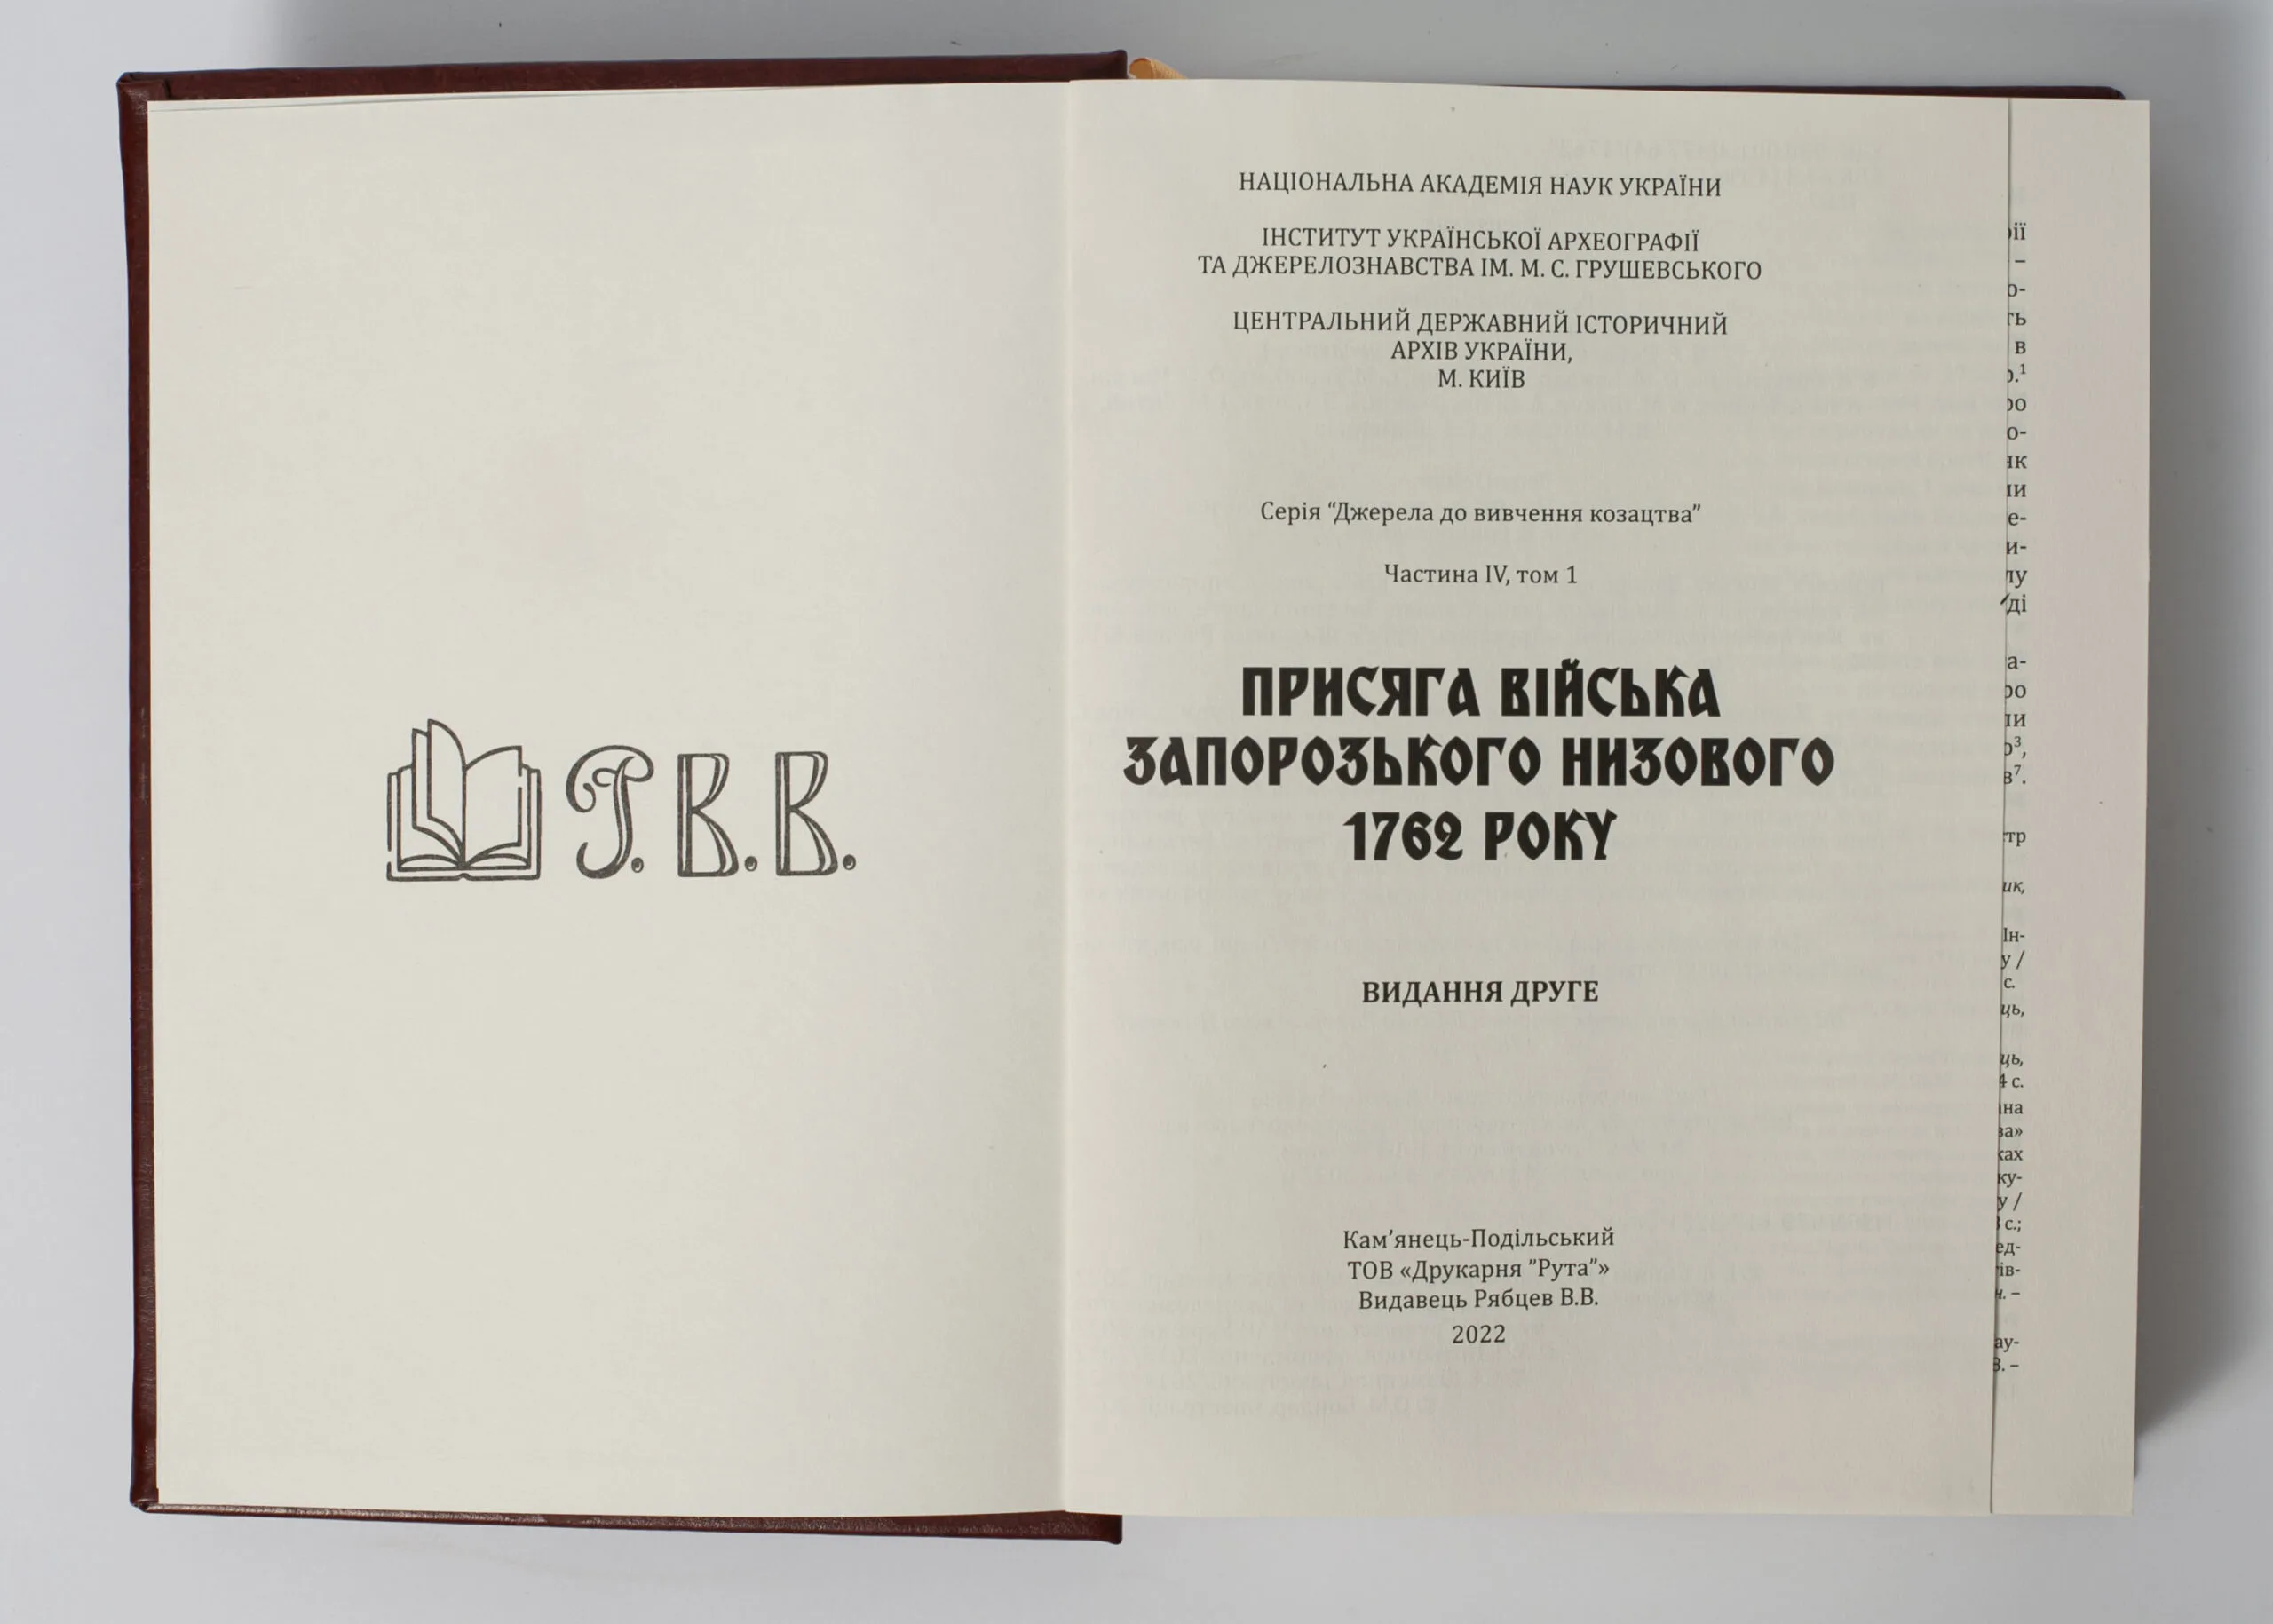 Г. В. В.
НАЦІОНАЛЬНА АКАДЕМІЯ НАУК УКРАЇНИ
ІНСТИТУТ УКРАЇНСЬКОЇ АРХЕОГРАФІЇ
ТА ДЖЕРЕЛОЗНАВСТВА ІМ. М. С. ГРУШЕВСЬКОГО
ЦЕНТРАЛЬНИЙ ДЕРЖАВНИЙ ІСТОРИЧНИЙ
АРХІВ УКРАЇНИ,
М. КИЇВ
Серія “Джерела до вивчення козацтва”
Частина IV, том 1
ПРИСЯГА ВІЙСЬКА
ЗАПОРОЗЬКОГО НИЗОВОГО
1762 РОКУ
ВИДАННЯ ДРУГЕ
Кам’янець-Подільський
ТОВ «Друкарня ”Рута”»
Видавець Рябцев В.В.
2022